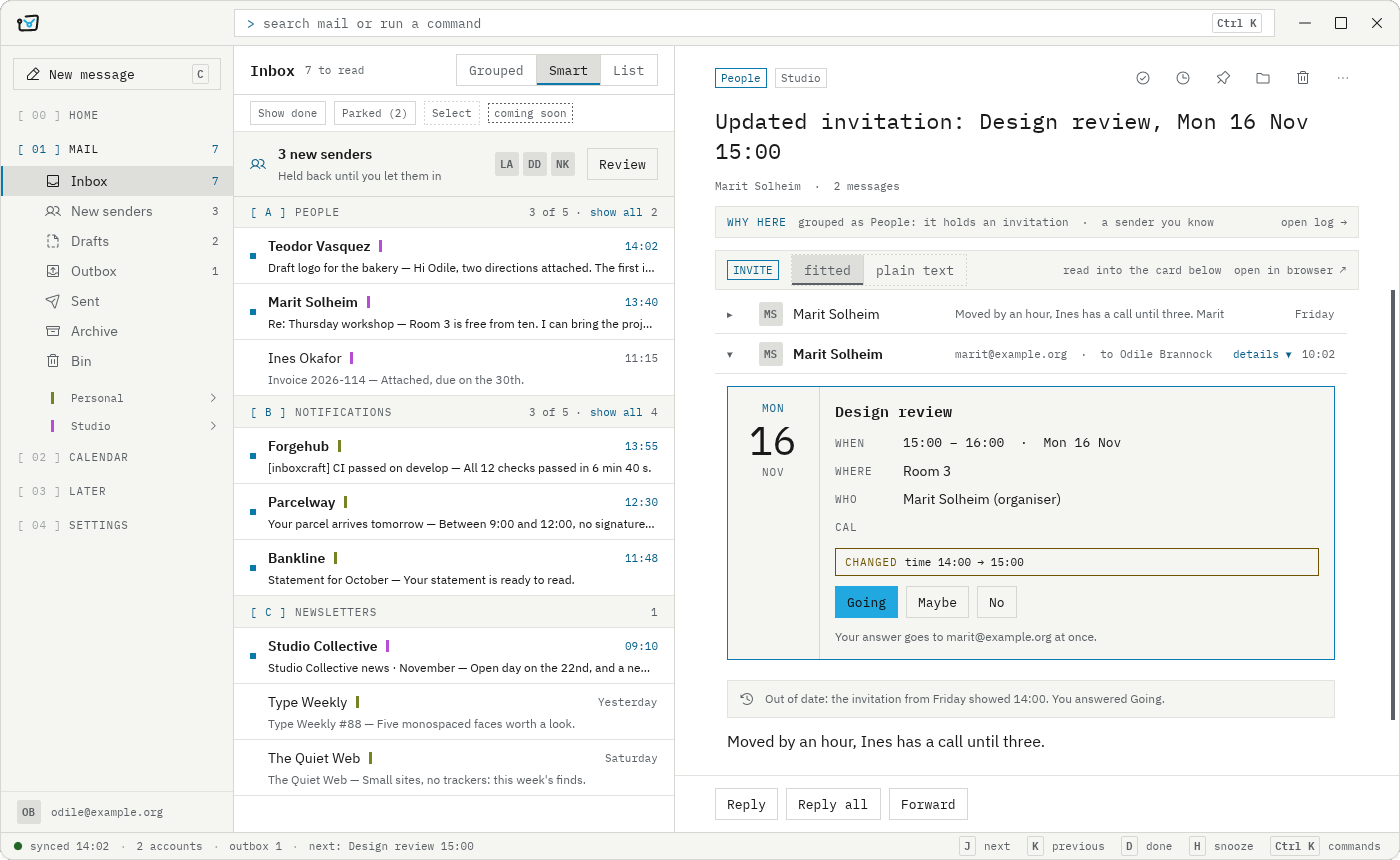 > search mail or run a command Ctrl K
New message C
[ 00 ] HOME
[ 01 ] MAIL 7
Inbox 7
New senders 3
Drafts 2
Outbox 1
Sent
Archive
Bin
Personal
Studio
[ 02 ] CALENDAR
[ 03 ] LATER
[ 04 ] SETTINGS
OB odile@example.org
Inbox 7 to read Grouped Smart List
Show done Parked (2) Select coming soon
3 new senders
Held back until you let them in
LA DD NK Review
[ A ] PEOPLE 3 of 5 · show all 2
Teodor Vasquez 14:02
Draft logo for the bakery — Hi Odile, two directions attached. The first i…
Marit Solheim 13:40
Re: Thursday workshop — Room 3 is free from ten. I can bring the proj…
Ines Okafor 11:15
Invoice 2026-114 — Attached, due on the 30th.
[ B ] NOTIFICATIONS 3 of 5 · show all 4
Forgehub 13:55
[inboxcraft] CI passed on develop — All 12 checks passed in 6 min 40 s.
Parcelway 12:30
Your parcel arrives tomorrow — Between 9:00 and 12:00, no signature…
Bankline 11:48
Statement for October — Your statement is ready to read.
[ C ] NEWSLETTERS 1
Studio Collective 09:10
Studio Collective news · November — Open day on the 22nd, and a ne…
Type Weekly Yesterday
Type Weekly #88 — Five monospaced faces worth a look.
The Quiet Web Saturday
The Quiet Web — Small sites, no trackers: this week's finds.
People Studio ···
Updated invitation: Design review, Mon 16 Nov
15:00
Marit Solheim · 2 messages
WHY HERE grouped as People: it holds an invitation · a sender you know open log →
INVITE fitted plain text read into the card below open in browser ↗
▸ MS Marit Solheim Moved by an hour, Ines has a call until three. Marit Friday
▾ MS Marit Solheim marit@example.org · to Odile Brannock details ▾ 10:02
MON
16
NOV
Design review
WHEN 15:00 – 16:00 · Mon 16 Nov
WHERE Room 3
WHO Marit Solheim (organiser)
CAL
CHANGED time 14:00 → 15:00
Going Maybe No
Your answer goes to marit@example.org at once.
Out of date: the invitation from Friday showed 14:00. You answered Going.
Moved by an hour, Ines has a call until three.
Reply Reply all Forward
synced 14:02 · 2 accounts · outbox 1 · next: Design review 15:00
J next K previous D done H snooze Ctrl K commands